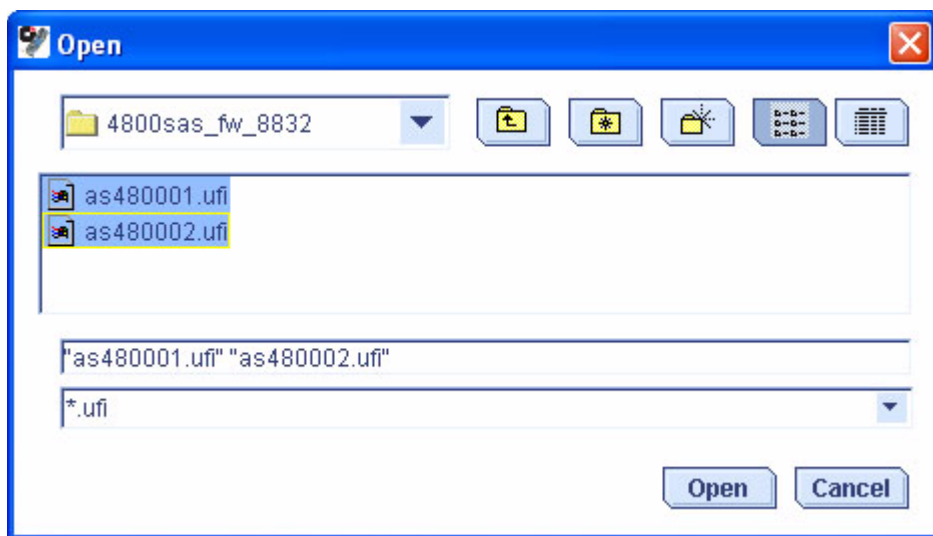 Open
4800sas_fw_8832
as480001.ufi
as480002.ufi
"as480001.ufi" "as480002.ufi"
*.ufi
Open Cancel